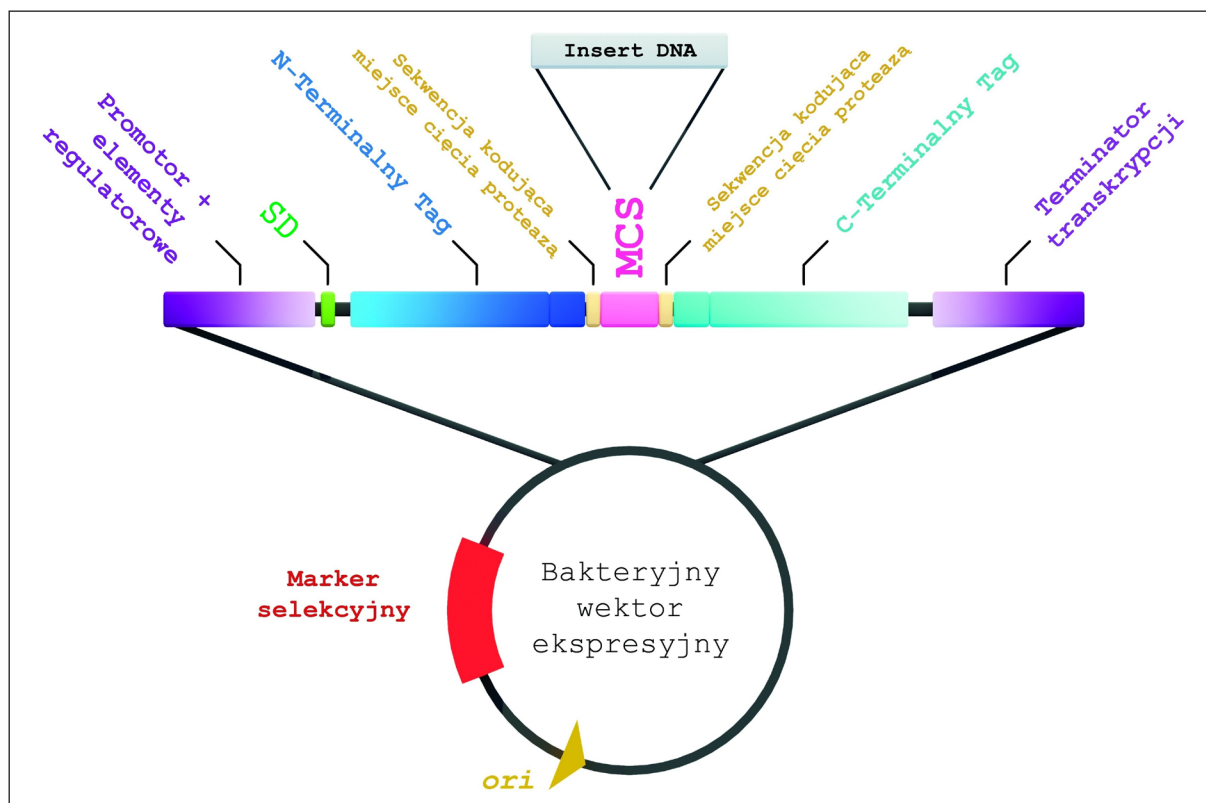 Promotor +
elementy
regulatorowe
SD
N-Terminalny Tag
Sekwencja kodująca
miejsce cięcia proteazą
Insert DNA
MCS
Sekwencja kodująca
miejsce cięcia proteazą
C-Terminalny Tag
Terminator
transkrypcji
Marker
selekcyjny
Bakteryjny
wektor
ekspresyjny
ori